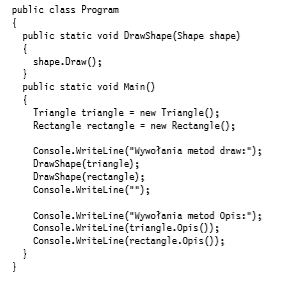 public class Program
{
public static void DrawShape(Shape shape)
{
shape.Draw();
}
public static void Main()
{
Triangle triangle = new Triangle();
Rectangle rectangle = new Rectangle();
Console.WriteLine("Wywołania metod draw:");
DrawShape(triangle);
DrawShape(rectangle);
Console.WriteLine("");
Console.WriteLine("Wywołania metod Opis:");
Console.WriteLine(triangle.Opis());
Console.WriteLine(rectangle.Opis());
}
}